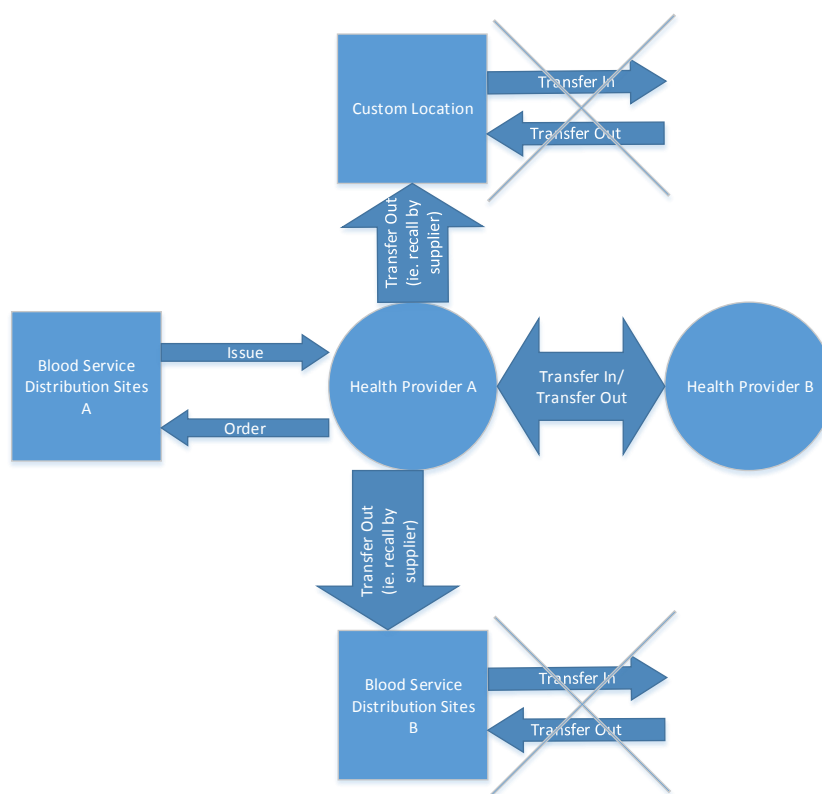 Custom Location
Transfer In
Transfer Out
Transfer Out
(ie. recall by
supplier)
Blood Service
Distribution Sites
A
Issue
Order
Health Provider A
Transfer In/
Transfer Out
Health Provider B
Transfer Out
(ie. recall by
supplier)
Blood Service
Distribution Sites
B
Transfer In
Transfer Out